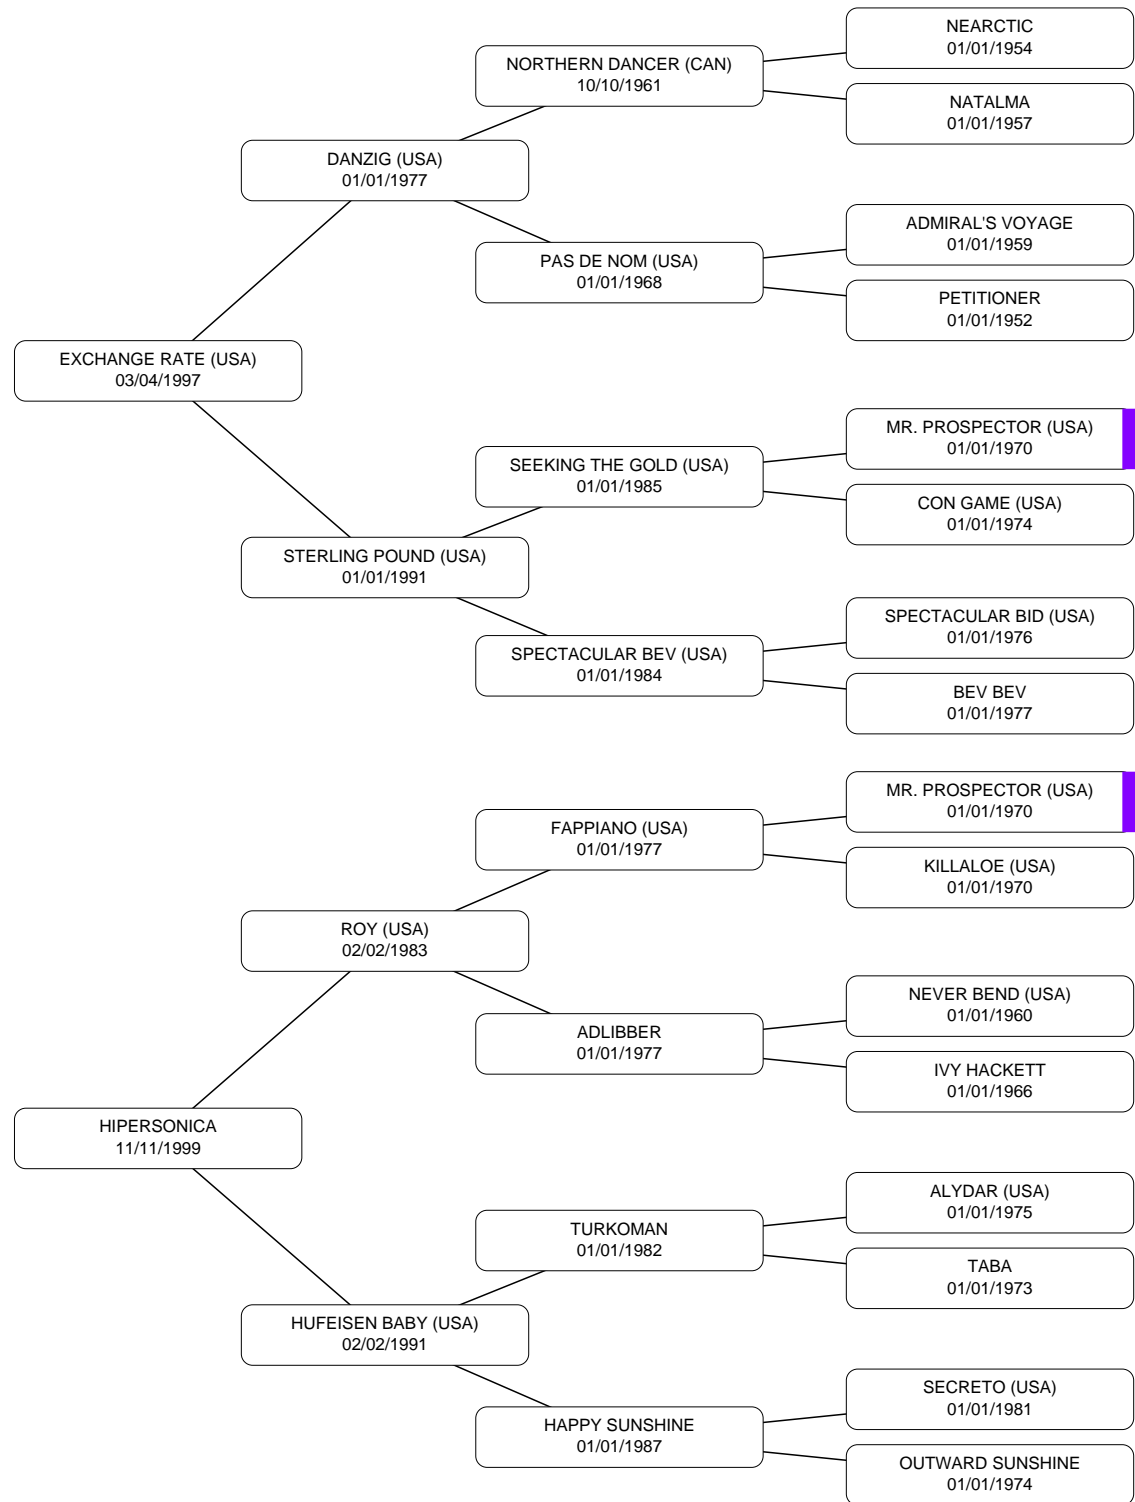 NEARCTIC
01/01/1954
NORTHERN DANCER (CAN)
10/10/1961
NATALMA
01/01/1957
DANZIG (USA)
01/01/1977
ADMIRAL'S VOYAGE
01/01/1959
PAS DE NOM (USA)
01/01/1968
PETITIONER
01/01/1952
EXCHANGE RATE (USA)
03/04/1997
MR. PROSPECTOR (USA)
01/01/1970
SEEKING THE GOLD (USA)
01/01/1985
CON GAME (USA)
01/01/1974
STERLING POUND (USA)
01/01/1991
SPECTACULAR BID (USA)
01/01/1976
SPECTACULAR BEV (USA)
01/01/1984
BEV BEV
01/01/1977
MR. PROSPECTOR (USA)
01/01/1970
FAPPIANO (USA)
01/01/1977
KILLALOE (USA)
01/01/1970
ROY (USA)
02/02/1983
NEVER BEND (USA)
01/01/1960
ADLIBBER
01/01/1977
IVY HACKETT
01/01/1966
HIPERSONICA
11/11/1999
ALYDAR (USA)
01/01/1975
TURKOMAN
01/01/1982
TABA
01/01/1973
HUFEISEN BABY (USA)
02/02/1991
SECRETO (USA)
01/01/1981
HAPPY SUNSHINE
01/01/1987
OUTWARD SUNSHINE
01/01/1974